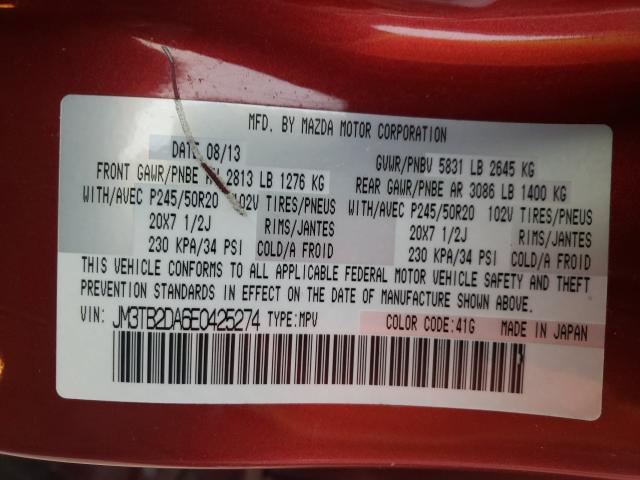 MFD. BY MAZDA MOTOR CORPORATION
DATE 08/13 GVWR/PNBV 5831 LB 2645 KG
FRONT GAWR/PNBE 2813 LB 1276 KG REAR GAWR/PNBE AR 3086 LB 1400 KG
WITH/AVEC P245/50R20 102V TIRES/PNEUS WITH/AVEC P245/50R20 102V TIRES/PNEUS
20X7 1/2J RIMS/JANTES 20X7 1/2J RIMS/JANTES
230 KPA/34 PSI COLD/A FROID 230 KPA/34 PSI COLD/A FROID
THIS VEHICLE CONFORMS TO ALL APPLICABLE FEDERAL MOTOR VEHICLE SAFETY AND THEFT
PREVENTION STANDARDS IN EFFECT ON THE DATE OF MANUFACTURE SHOWN ABOVE.
VIN: JM3TB2DA6E0425274 TYPE:MPV COLOR CODE:41G MADE IN JAPAN